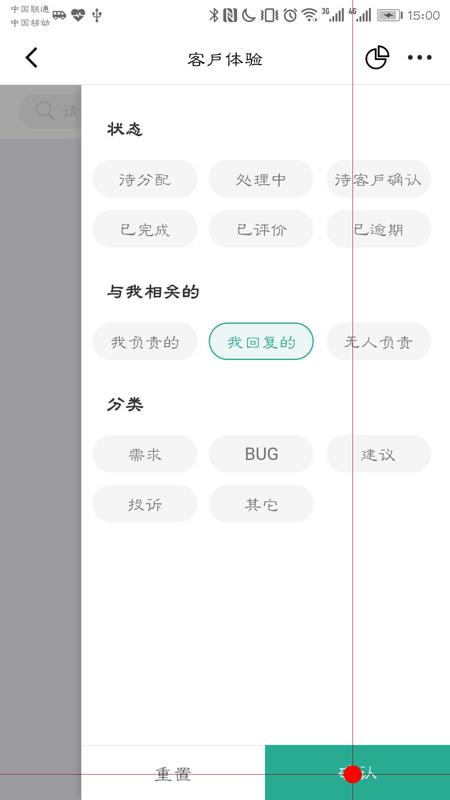 中国联通
中国移动
3G
4G
15:00
客户体验
请
状态
待分配 处理中 待客户确认
已完成 已评价 已逾期
与我相关的
我负责的 我回复的 无人负责
分类
需求 BUG 建议
投诉 其它
重置 确认